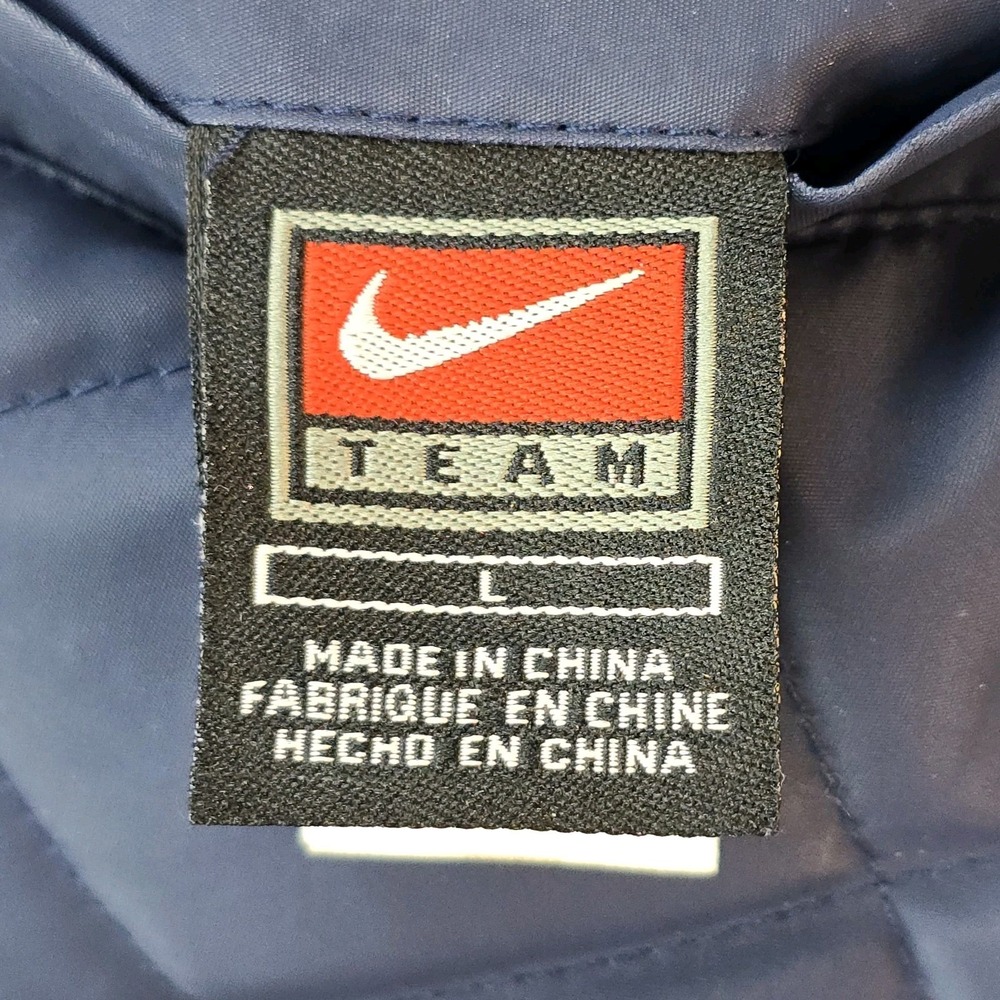 TEAM
L
MADE IN CHINA
FABRIQUE EN CHINE
HECHO EN CHINA